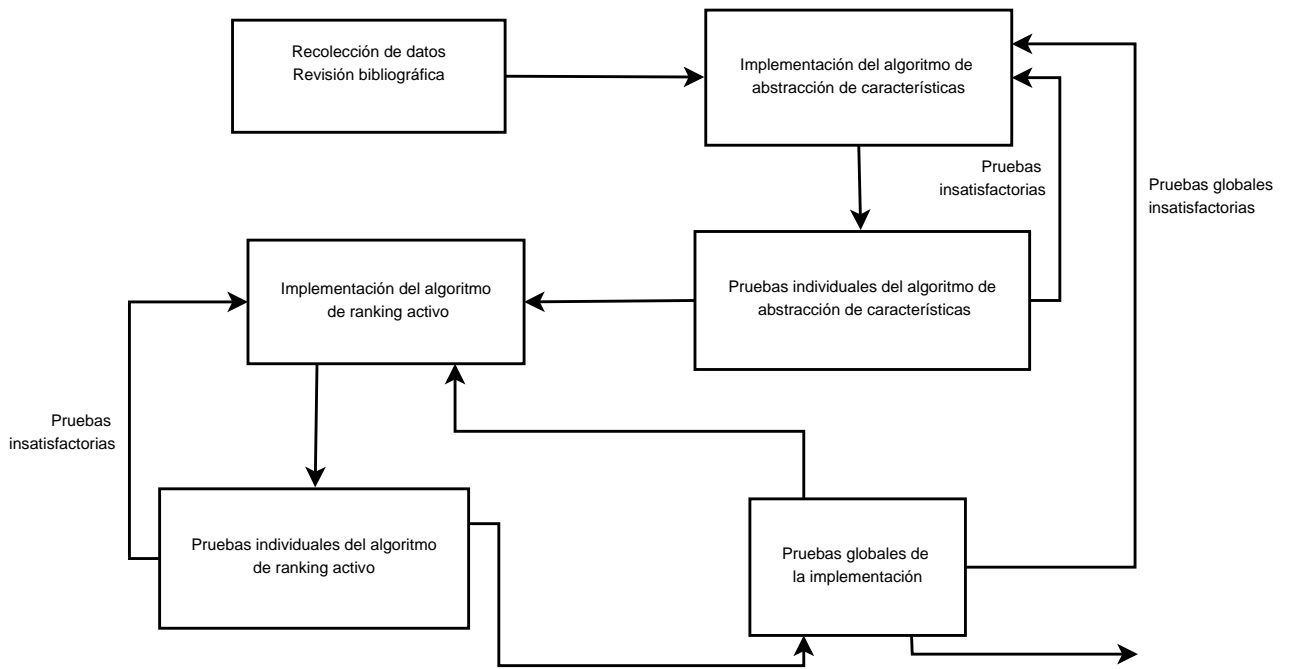 Recolección de datos
Revisión bibliográfica
Implementación del algoritmo de
abstracción de características
Pruebas
insatisfactorias
Pruebas globales
insatisfactorias
Implementación del algoritmo
de ranking activo
Pruebas individuales del algoritmo de
abstracción de características
Pruebas
insatisfactorias
Pruebas individuales del algoritmo
de ranking activo
Pruebas globales de
la implementación